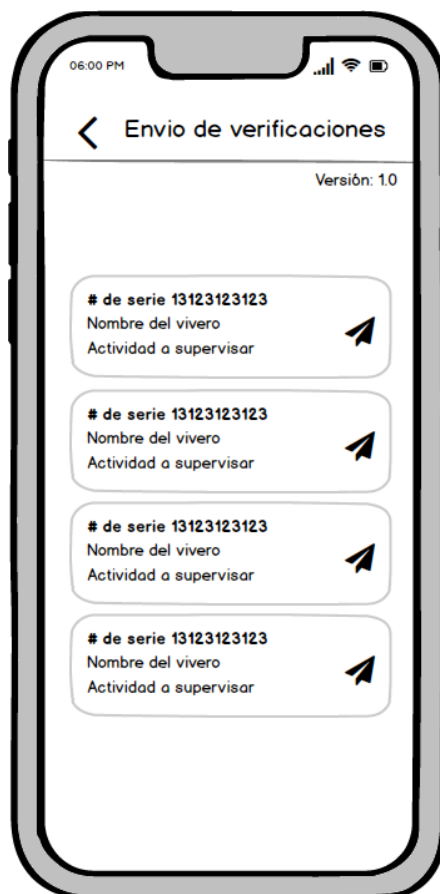 06:00 PM
Envio de verificaciones
Versión: 1.0
# de serie 13123123123
Nombre del vivero
Actividad a supervisar
# de serie 13123123123
Nombre del vivero
Actividad a supervisar
# de serie 13123123123
Nombre del vivero
Actividad a supervisar
# de serie 13123123123
Nombre del vivero
Actividad a supervisar